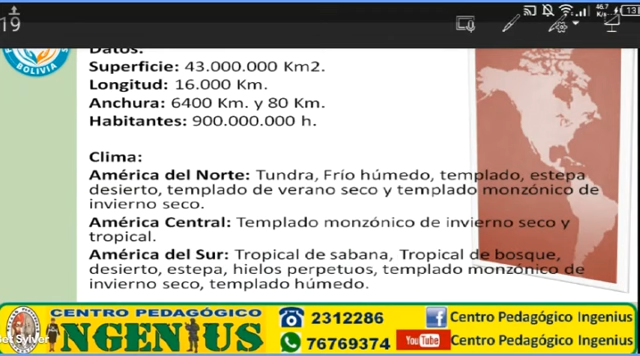 19
46.7
K/s
13
Datos:
BOLIVIA
Superficie: 43.000.000 Km2.
Longitud: 16.000 Km.
Anchura: 6400 Km. y 80 Km.
Habitantes: 900.000.000 h.
Clima:
América del Norte: Tundra, Frío húmedo, templado, estepa
desierto, templado de verano seco y templado monzónico de
invierno seco.
América Central: Templado monzónico de invierno seco y
tropical.
América del Sur: Tropical de sabana, Tropical de bosque,
desierto, estepa, hielos perpetuos, templado monzónico de
invierno seco, templado húmedo.
CENTRO PEDAGÓGICO
INGENIUS
2312286
76769374
f Centro Pedagógico Ingenius
YouTube Centro Pedagógico Ingenius